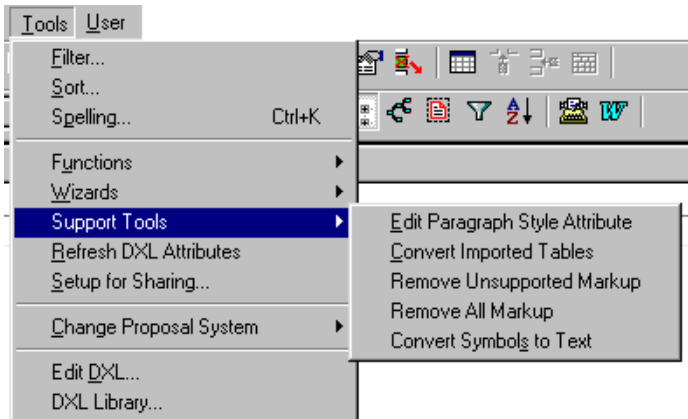 Tools User
Filter...
Sort...
Spelling... Ctrl+K
Functions
Wizards
Support Tools
Edit Paragraph Style Attribute
Refresh DXL Attributes
Convert Imported Tables
Setup for Sharing...
Remove Unsupported Markup
Remove All Markup
Change Proposal System
Convert Symbols to Text
Edit DXL...
DXL Library...